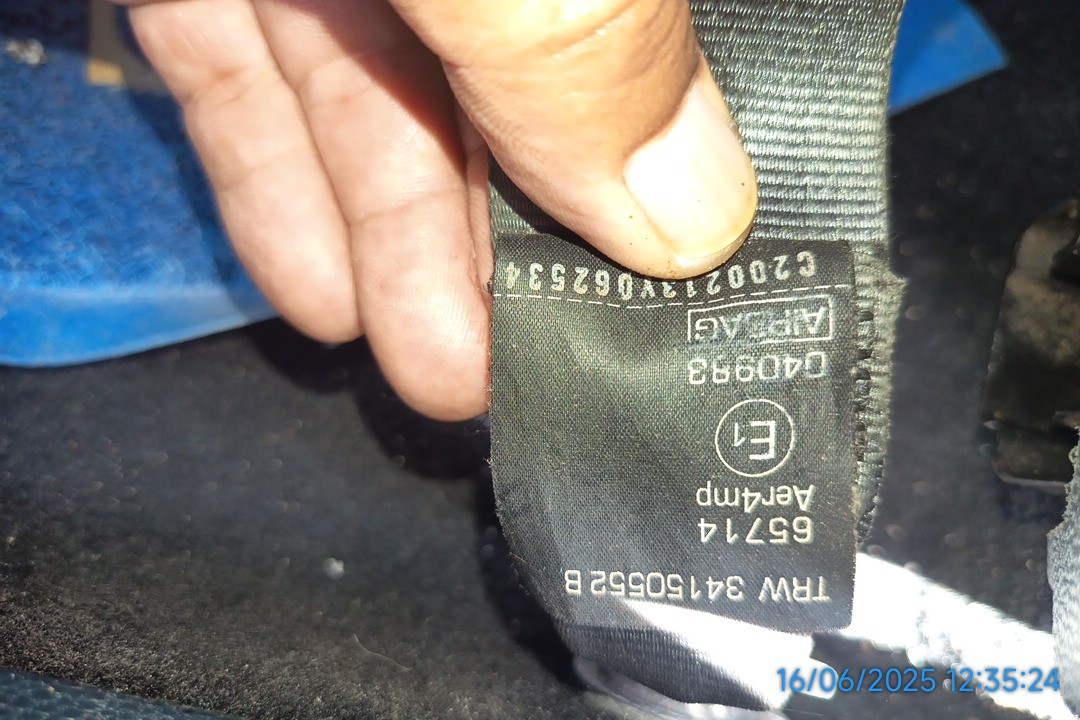 TRW 34150552 B
65714
Aer4mp
E1
040983
AIRBAG
C200213Y062534
16/06/2025 12:35:24